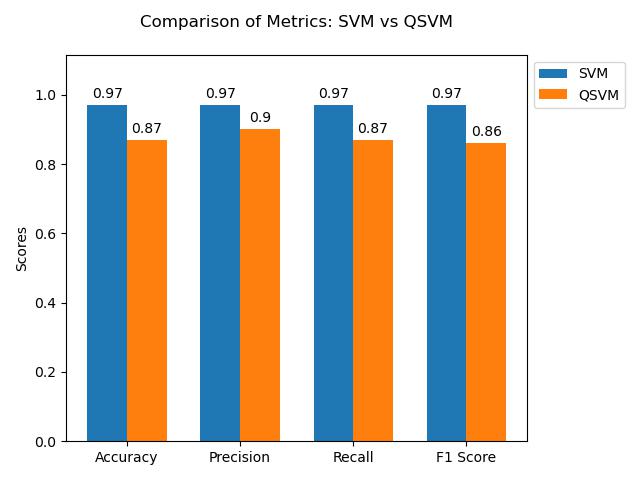 Comparison of Metrics: SVM vs QSVM
SVM
QSVM
0.97
0.87
0.97
0.9
0.97
0.87
0.97
0.86
Scores
1.0
0.8
0.6
0.4
0.2
0.0
Accuracy
Precision
Recall
F1 Score